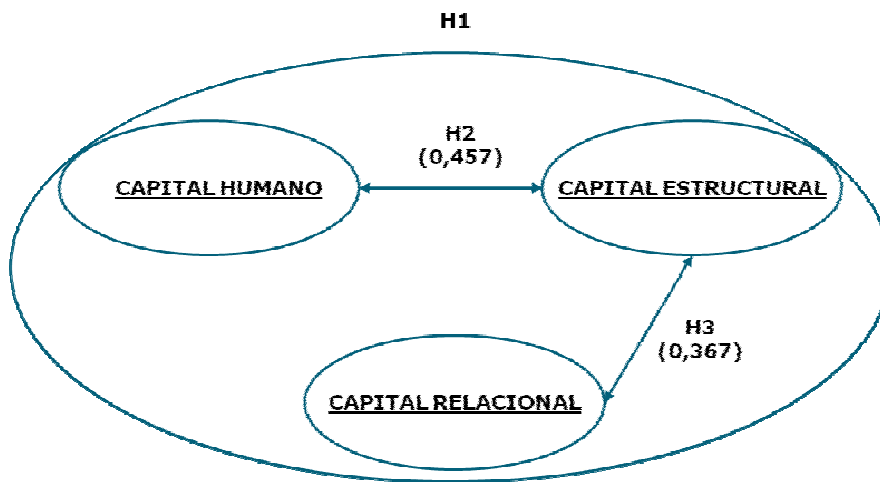 H1
H2
(0,457)
CAPITAL HUMANO
CAPITAL ESTRUCTURAL
H3
(0,367)
CAPITAL RELACIONAL